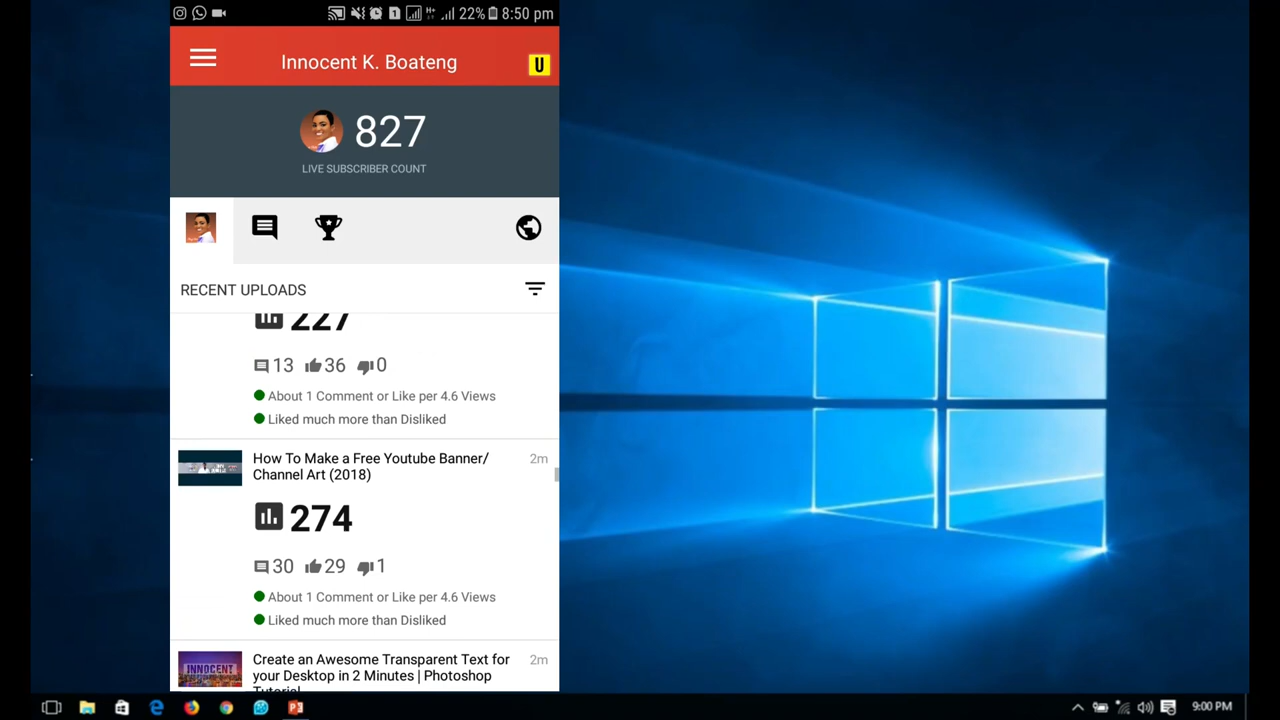 22% 8:50 pm
Innocent K. Boateng
U
827
LIVE SUBSCRIBER COUNT
RECENT UPLOADS
227
13 36 0
About 1 Comment or Like per 4.6 Views
Liked much more than Disliked
How To Make a Free Youtube Banner/ 2m
Channel Art (2018)
274
30 29 1
About 1 Comment or Like per 4.6 Views
Liked much more than Disliked
INNOCENT
Create an Awesome Transparent Text for 2m
your Desktop in 2 Minutes | Photoshop
Tutorial
9:00 PM